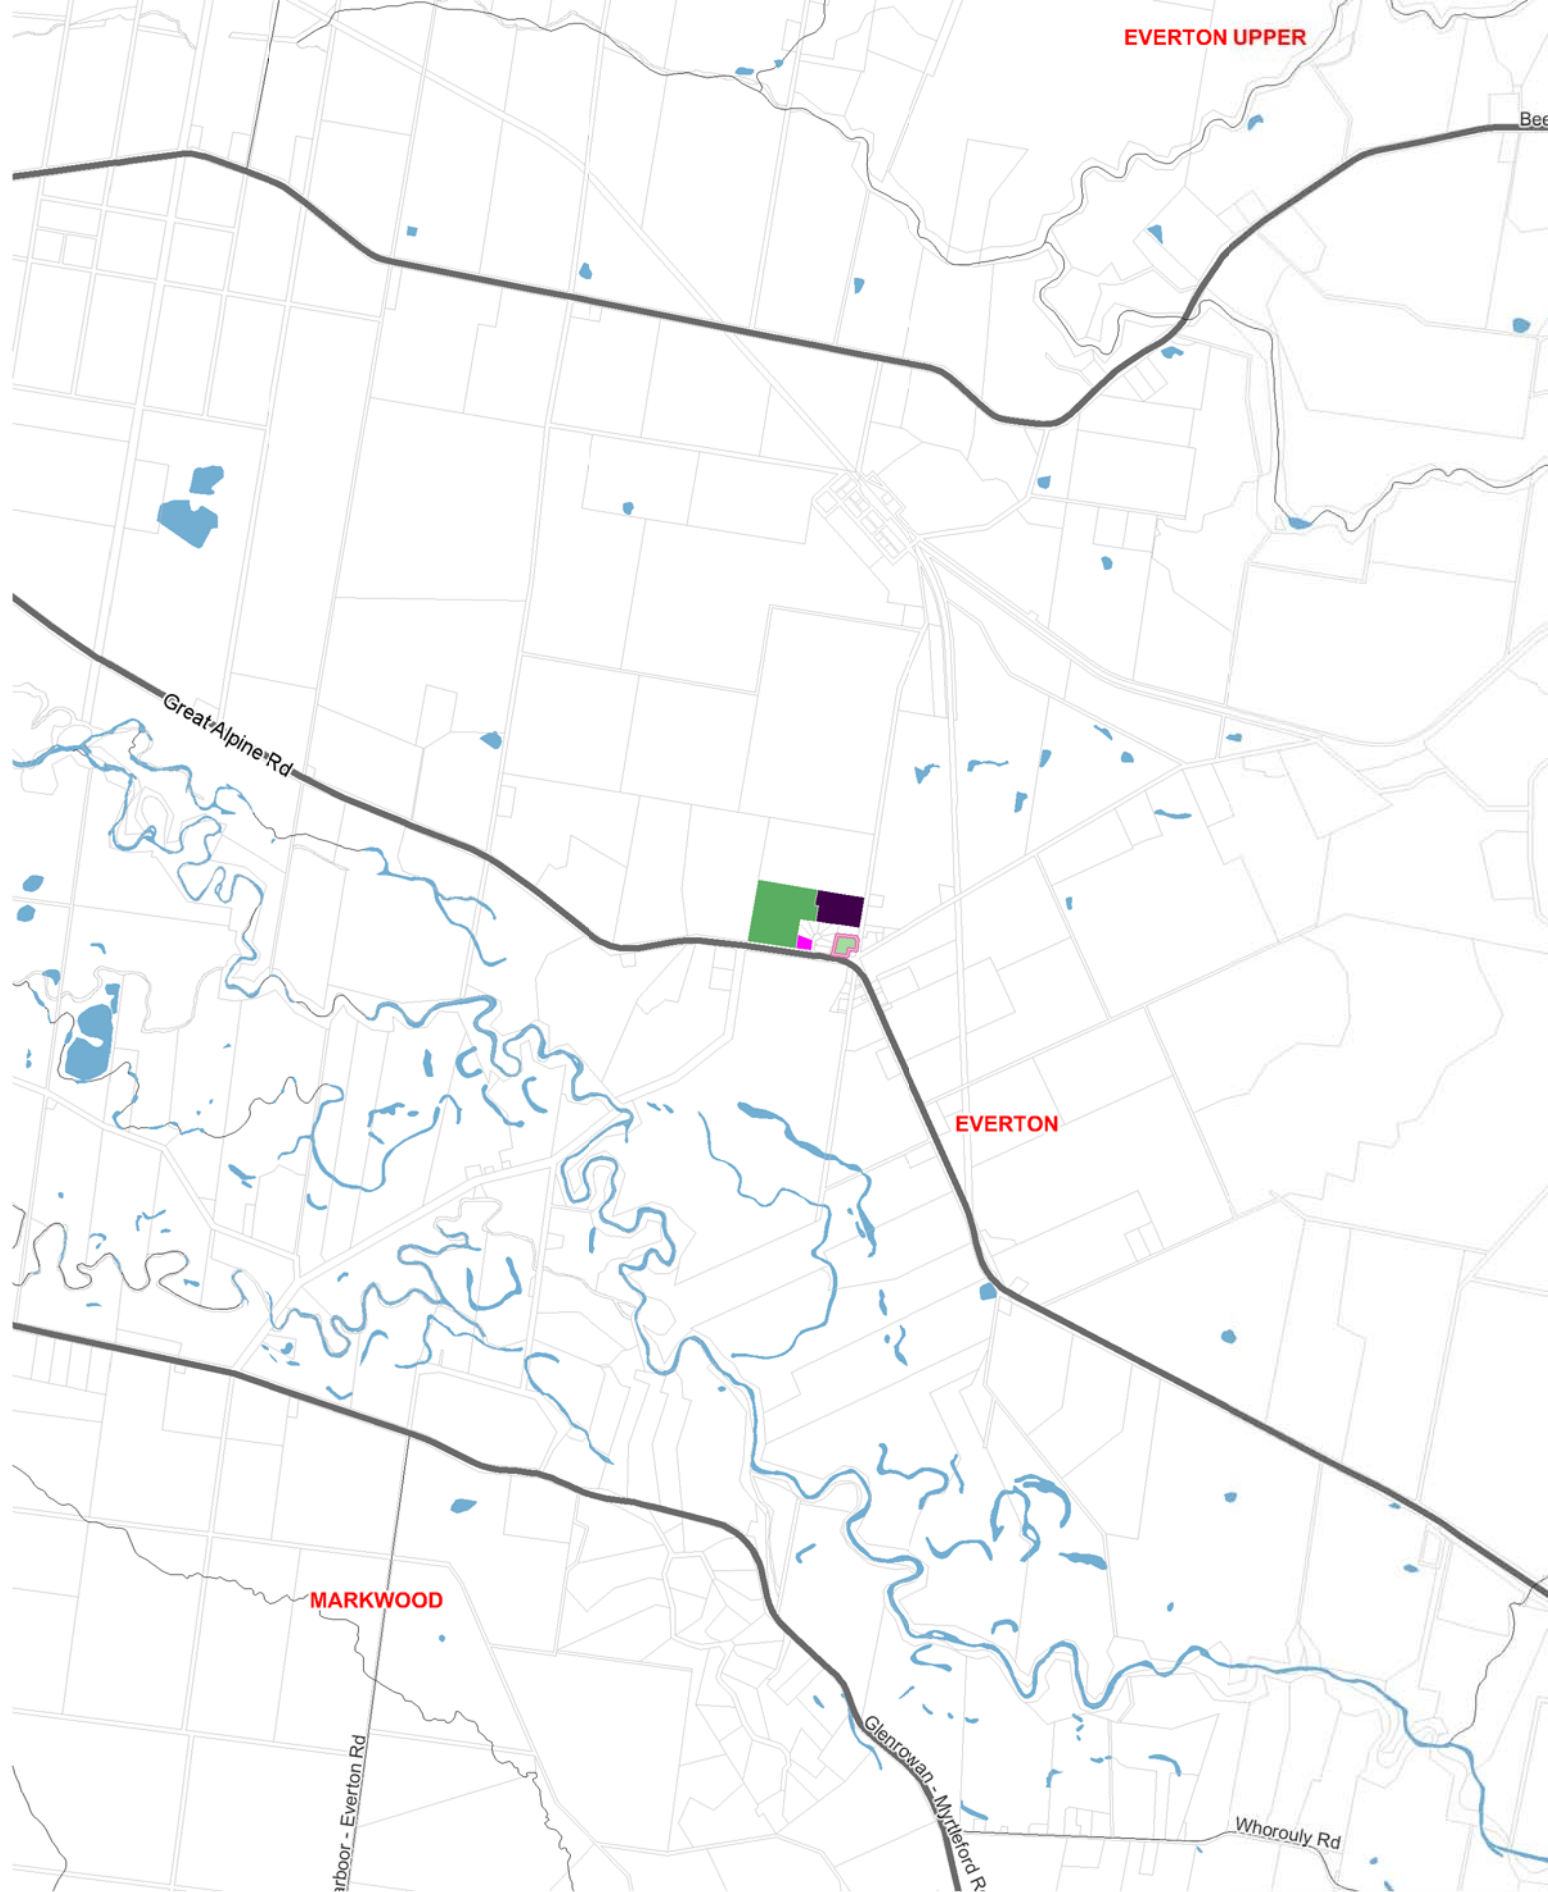 EVERTON UPPER
Bee
Great Alpine Rd
EVERTON
MARKWOOD
Glenrowan - Myrtleford R
arboor - Everton Rd
Whorouly Rd